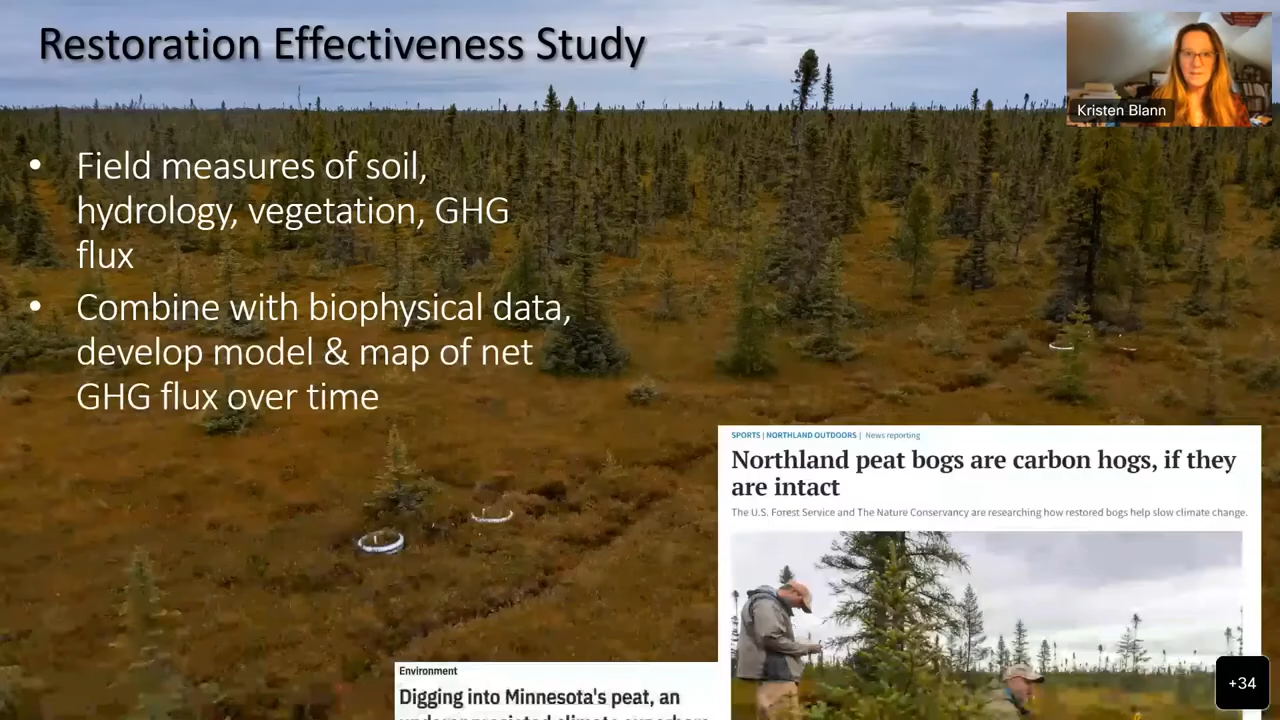 Restoration Effectiveness Study
Kristen Blann
• Field measures of soil,
hydrology, vegetation, GHG
flux
• Combine with biophysical data,
develop model & map of net
GHG flux over time
SPORTS | NORTHLAND OUTDOORS | News reporting
Northland peat bogs are carbon hogs, if they
are intact
The U.S. Forest Service and The Nature Conservancy are researching how restored bogs help slow climate change.
Environment
Digging into Minnesota's peat, an
+34